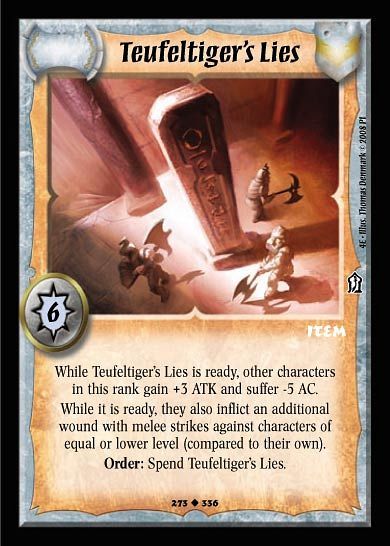 Teufeltiger's Lies
4E · Illus. Thomas Denmark © 2008 P1
6
ITEM
While Teufeltiger's Lies is ready, other characters
in this rank gain +3 ATK and suffer -5 AC.
While it is ready, they also inflict an additional
wound with melee strikes against characters of
equal or lower level (compared to their own).
Order: Spend Teufeltiger's Lies.
273 ◆ 336